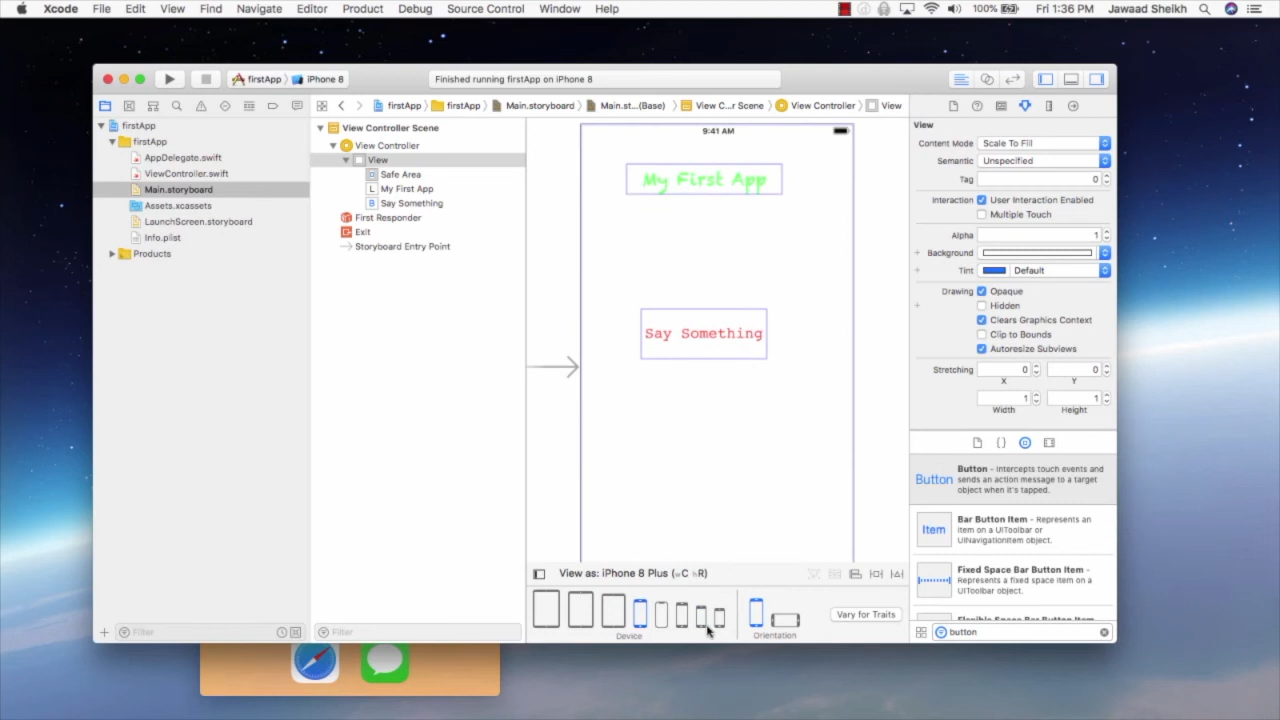 Xcode File Edit View Find Navigate Editor Product Debug Source Control Window Help 100% Fri 1:36 PM Jawaad Sheikh
firstApp iPhone 8 Finished running firstApp on iPhone 8
firstApp firstApp Main.storyboard Main.st...(Base) View C...r Scene View Controller View
firstApp
firstApp
AppDelegate.swift
ViewController.swift
Main.storyboard
Assets.xcassets
LaunchScreen.storyboard
Info.plist
Products
Filter
View Controller Scene
View Controller
View
Safe Area
L My First App
B Say Something
First Responder
Exit
Storyboard Entry Point
Filter
9:41 AM
My First App
Say Something
View as: iPhone 8 Plus (wC hR)
Vary for Traits
Device Orientation
View
Content Mode Scale To Fill
Semantic Unspecified
Tag 0
Interaction User Interaction Enabled
Multiple Touch
Alpha 1
Background
Tint Default
Drawing Opaque
Hidden
Clears Graphics Context
Clip to Bounds
Autoresize Subviews
Stretching 0 0
X Y
1 1
Width Height
Button
Button - Intercepts touch events and
sends an action message to a target
object when it's tapped.
Item
Bar Button Item - Represents an
item on a UIToolbar or
UINavigationItem object.
Fixed Space Bar Button Item -
Represents a fixed space item on a
UIToolbar object.
Flexible Space Bar Button Item
button